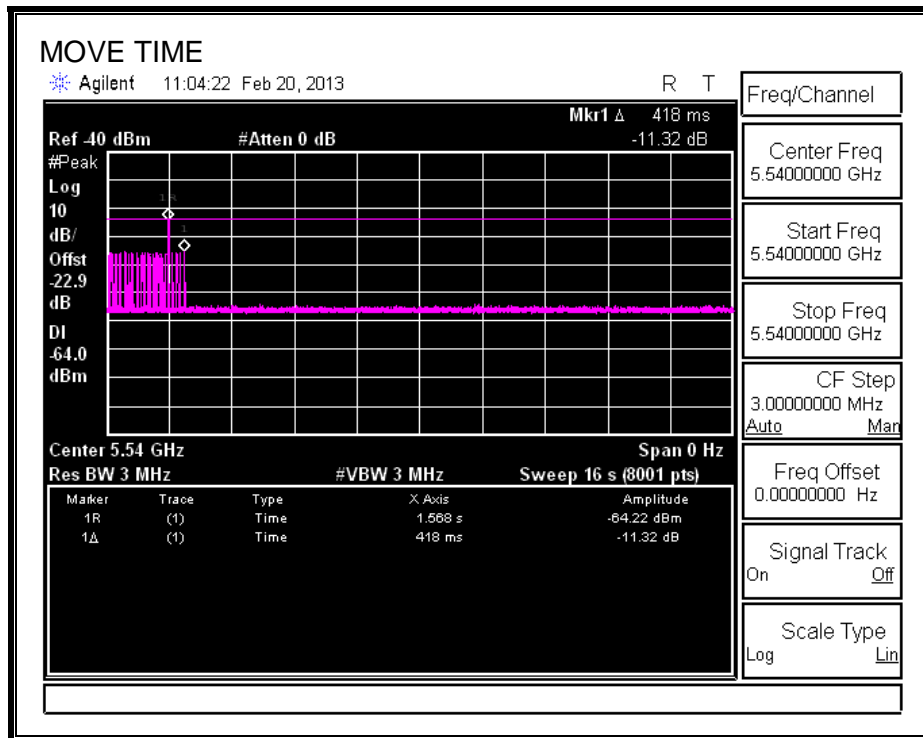 MOVE TIME
Agilent 11:04:22 Feb 20, 2013 R T
Mkr1 Δ 418 ms
Ref -40 dBm #Atten 0 dB -11.32 dB
#Peak
Log
10
dB/
Offst
-22.9
dB
DI
-64.0
dBm
1R
1
Center 5.54 GHz Span 0 Hz
Res BW 3 MHz #VBW 3 MHz Sweep 16 s (8001 pts)
Marker Trace Type X Axis Amplitude
1R (1) Time 1.568 s -64.22 dBm
1Δ (1) Time 418 ms -11.32 dB
Freq/Channel
Center Freq
5.54000000 GHz
Start Freq
5.54000000 GHz
Stop Freq
5.54000000 GHz
CF Step
3.00000000 MHz
Auto Man
Freq Offset
0.00000000 Hz
Signal Track
On Off
Scale Type
Log Lin